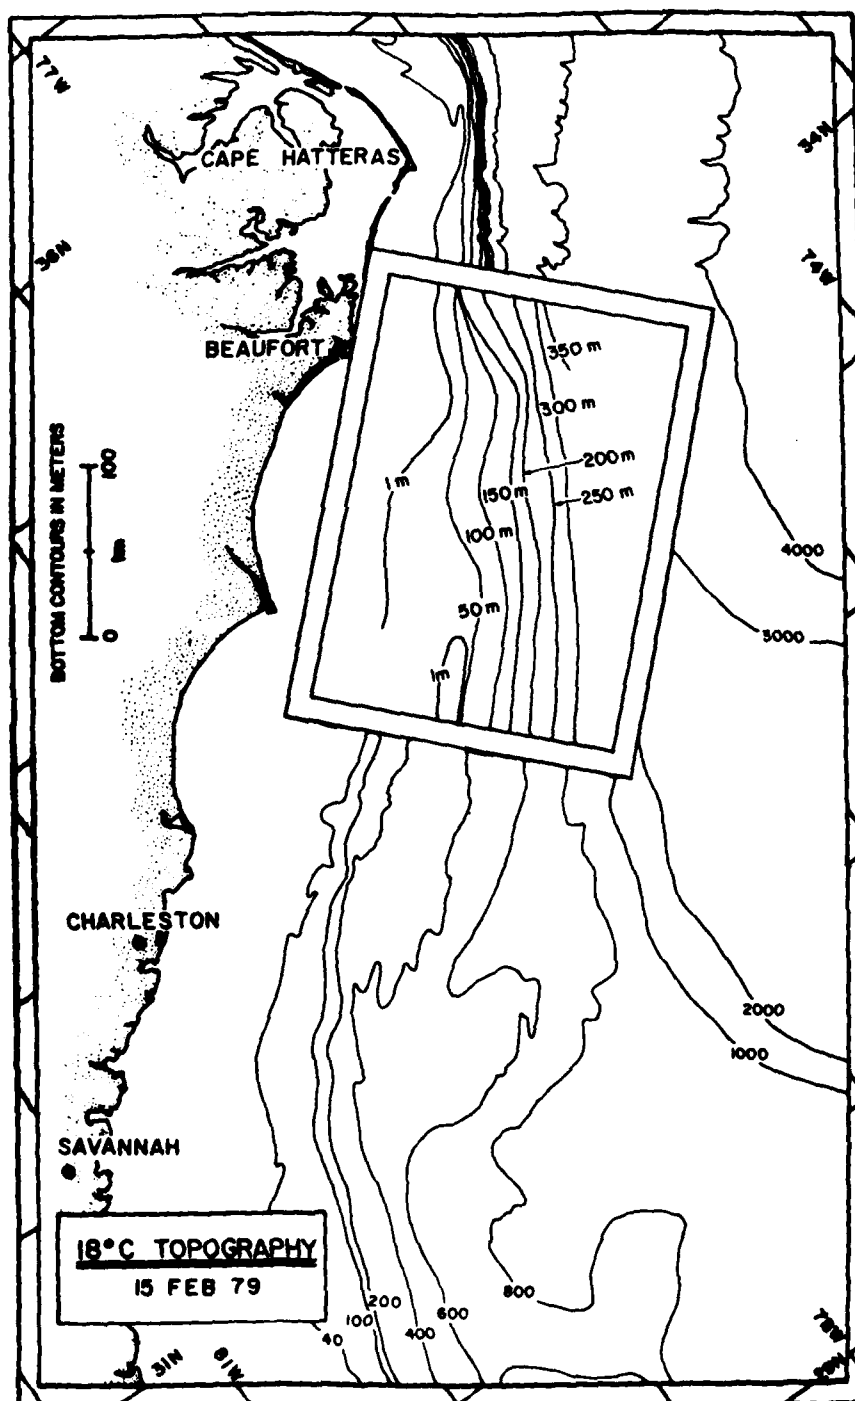 77W
34N
CAPE HATTERAS
36N
74W
BEAUFORT
350 m
300 m
200 m
BOTTOM CONTOURS IN METERS
100
km
0
1m
150 m
250 m
100 m
4000
50 m
3000
1m
CHARLESTON
2000
1000
SAVANNAH
18°C TOPOGRAPHY
15 FEB 79
800
600
200
100
400
40
31N
81W